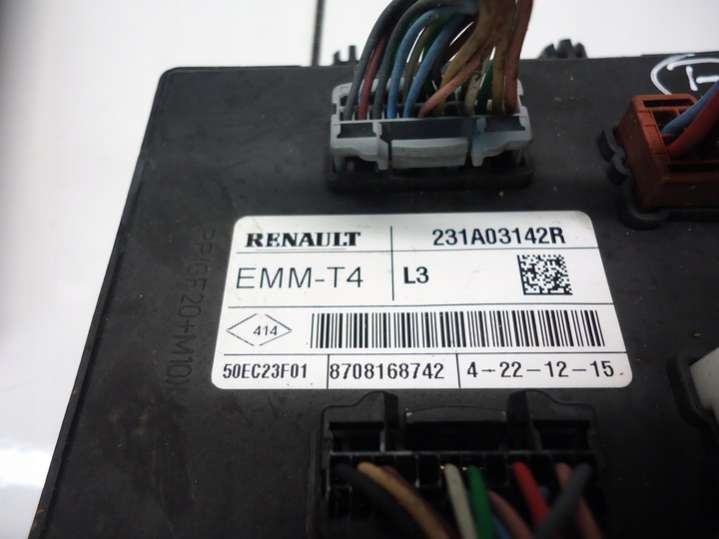 RENAULT 231A03142R
EMM-T4 L3
414
50EC23F01 8708168742 4-22-12-15